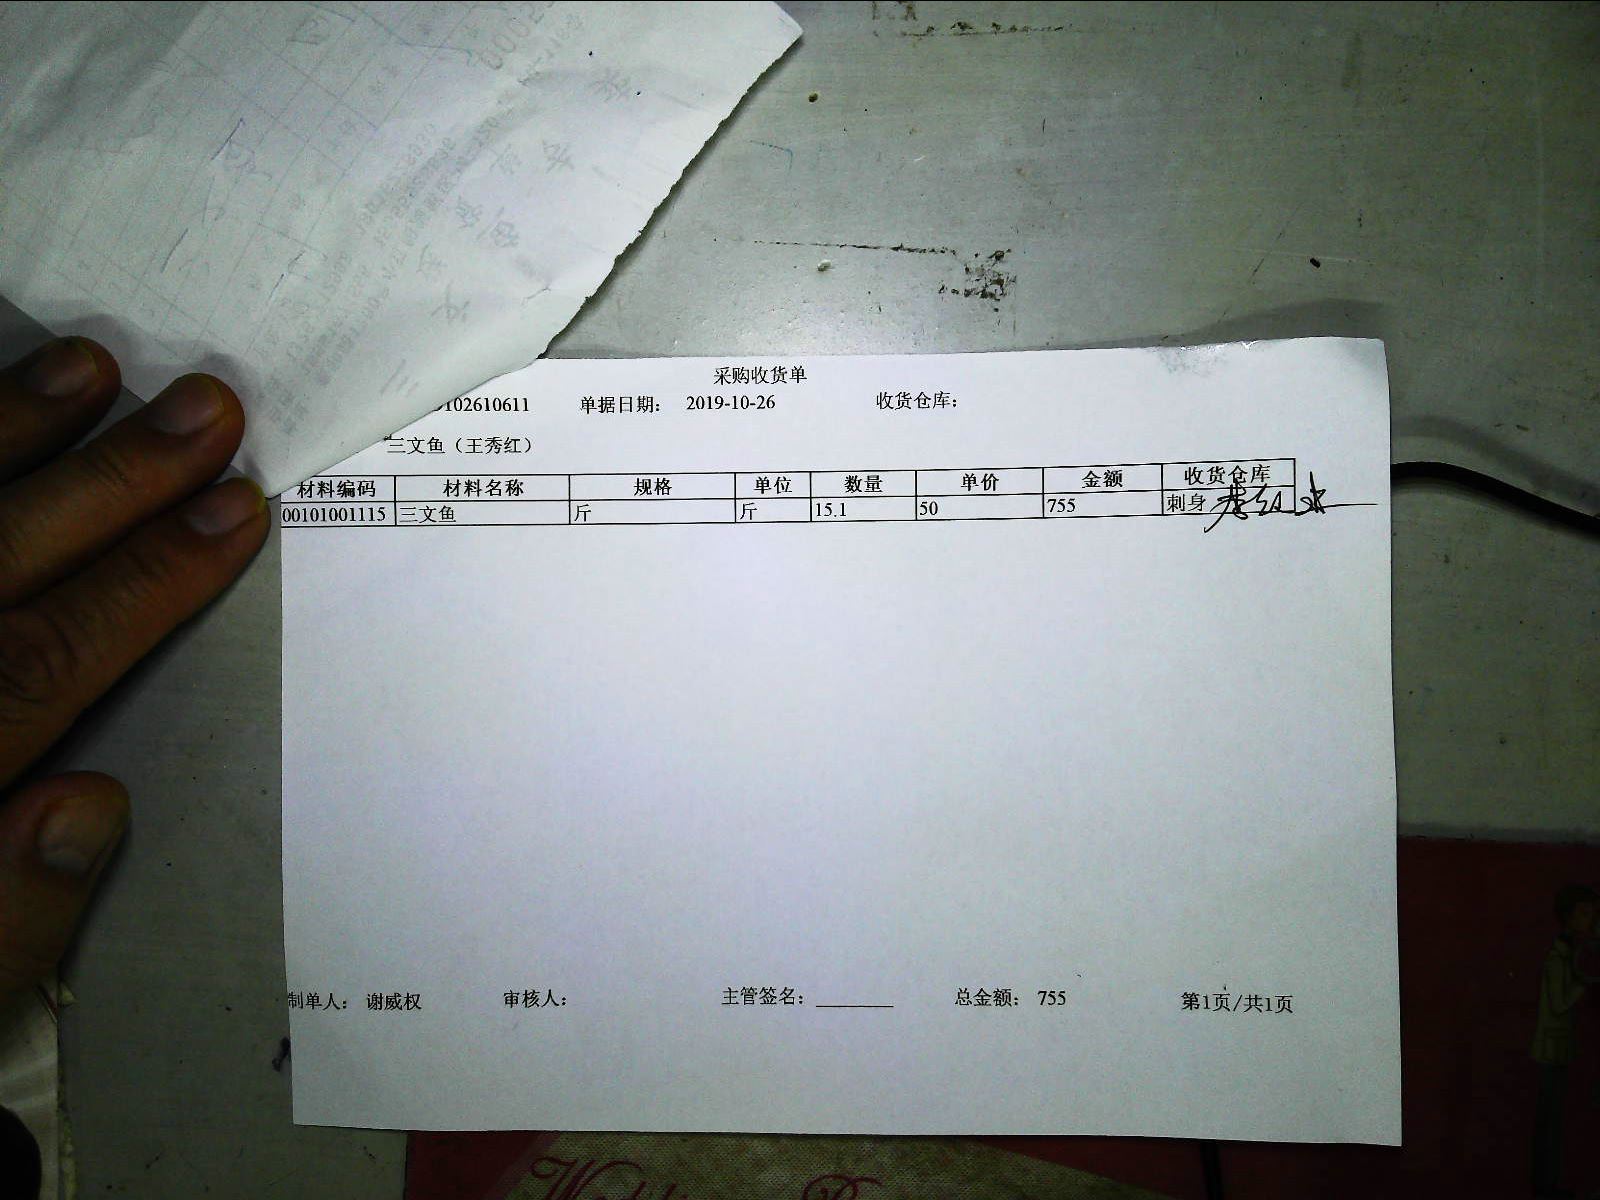 采购收货单
0102610611 单据日期： 2019-10-26 收货仓库：
三文鱼（王秀红）
材料编码 材料名称 规格 单位 数量 单价 金额 收货仓库
00101001115 三文鱼 斤 斤 15.1 50 755 刺身
制单人： 谢威权 审核人： 主管签名： ________ 总金额： 755 第1页/共1页